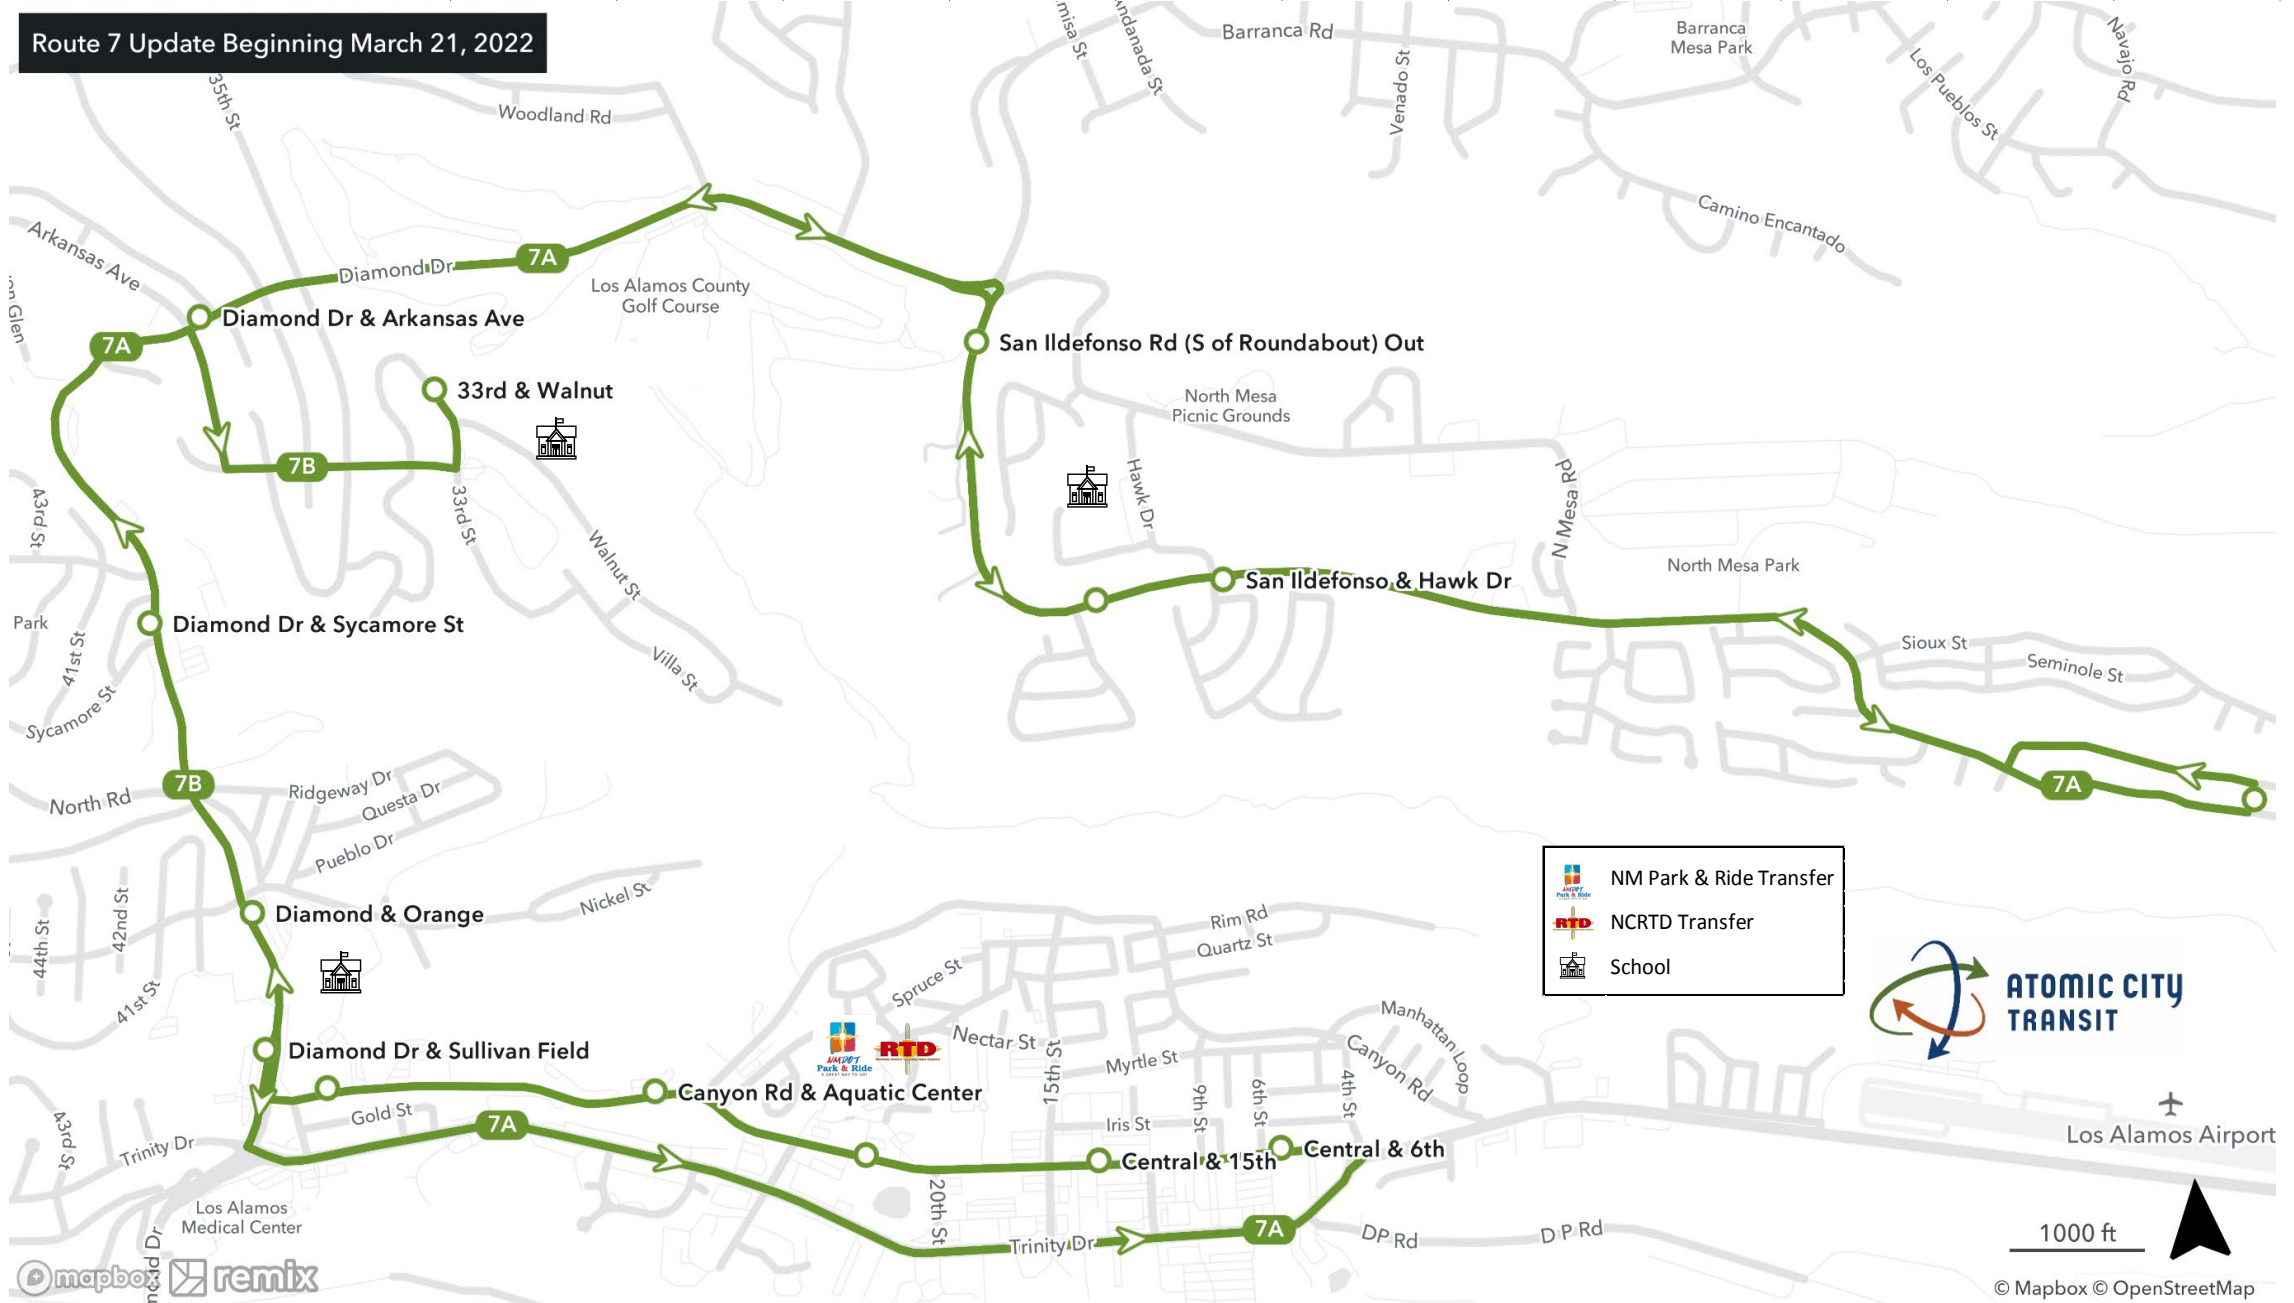 Route 7 Update Beginning March 21, 2022
Barranca Rd
Barranca
Mesa Park
Navajo Rd
Los Pueblos St
Venado St
35th St
Woodland Rd
Camino Encantado
Arkansas Ave
Diamond Dr
7A
Los Alamos County
Golf Course
Diamond Dr & Arkansas Ave
7A
San Ildefonso Rd (S of Roundabout) Out
33rd & Walnut
North Mesa
Picnic Grounds
7B
Hawk Dr
N Mesa Rd
43rd St
33rd St
Walnut St
North Mesa Park
San Ildefonso & Hawk Dr
Park
Diamond Dr & Sycamore St
41st St
Villa St
Sioux St
Seminole St
Sycamore St
7B
7A
North Rd
Ridgeway Dr
Questa Dr
Pueblo Dr
Nickel St
44th St
42nd St
41st St
Diamond & Orange
Rim Rd
Quartz St
NM Park & Ride Transfer
RTD
NCRTD Transfer
School
Spruce St
Nectar St
Manhattan Loop
ATOMIC CITY
TRANSIT
Diamond Dr & Sullivan Field
NMDOT
Park & Ride
RTD
15th St
Myrtle St
Canyon Rd
Canyon Rd & Aquatic Center
9th St
6th St
4th St
Gold St
7A
Iris St
43rd St
Trinity Dr
Central & 15th
Central & 6th
Los Alamos Airport
Los Alamos
Medical Center
20th St
7A
Trinity Dr
DP Rd
D P Rd
1000 ft
mapbox
remix
© Mapbox © OpenStreetMap